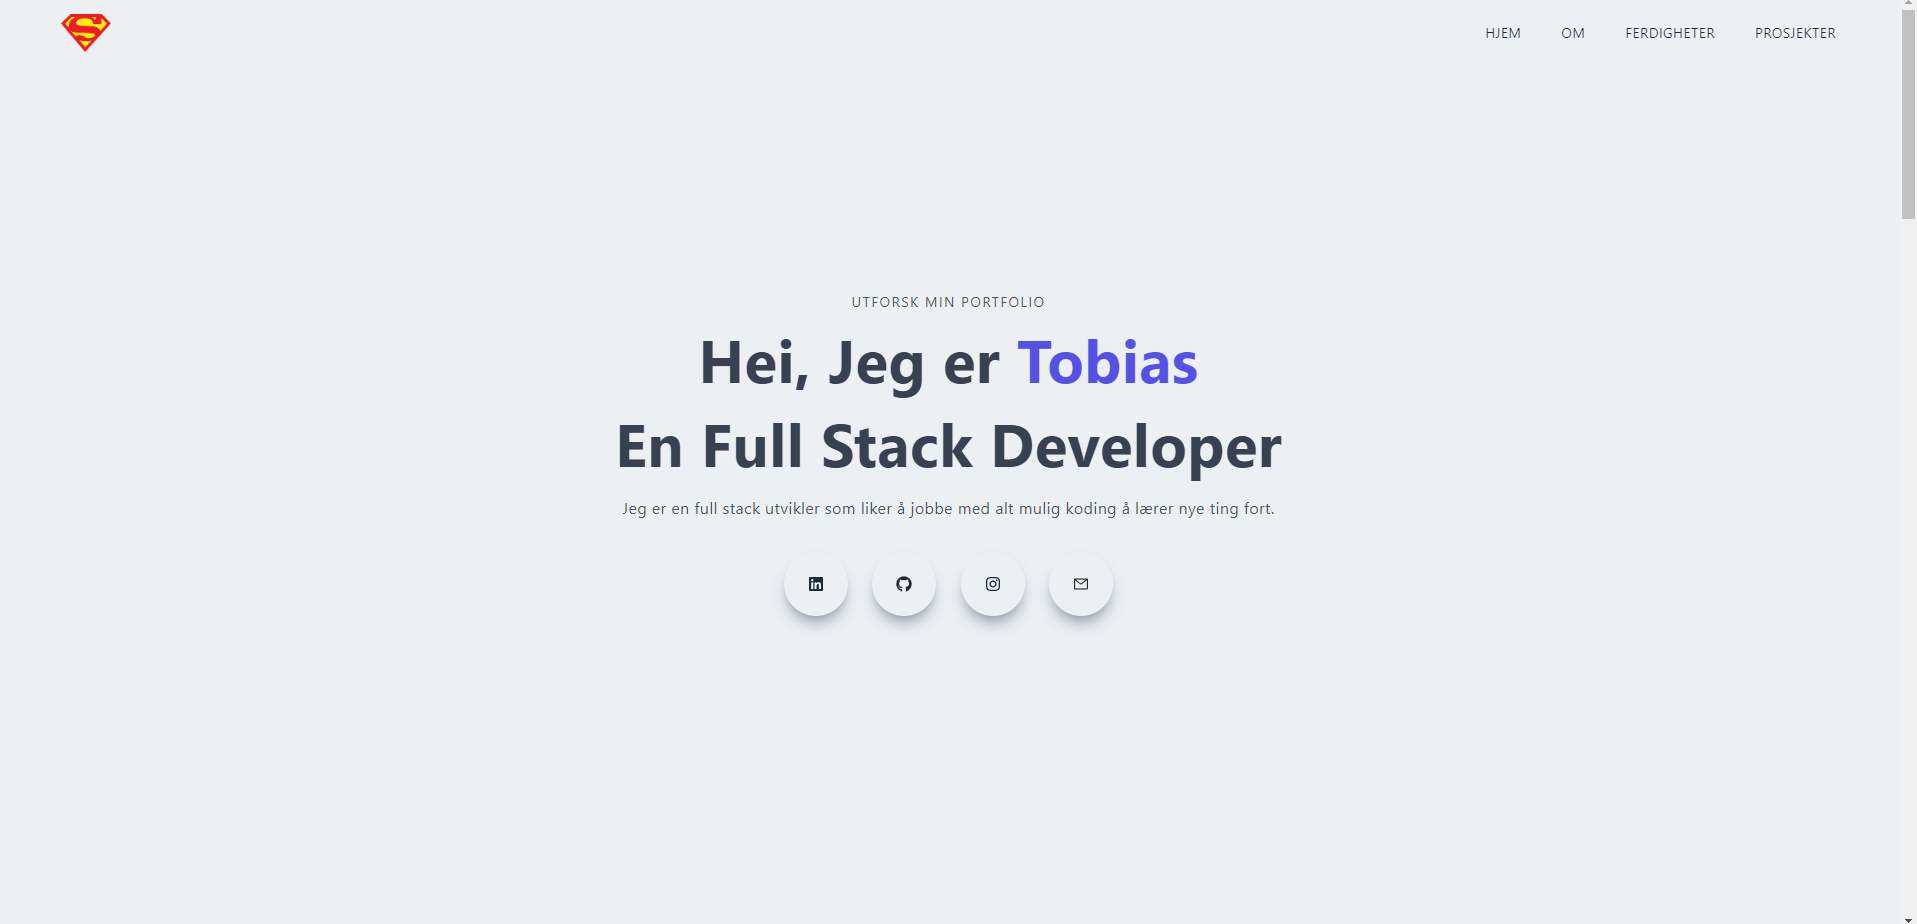 HJEM OM FERDIGHETER PROSJEKTER
UTFORSK MIN PORTFOLIO
Hei, Jeg er Tobias
En Full Stack Developer
Jeg er en full stack utvikler som liker å jobbe med alt mulig koding å lærer nye ting fort.